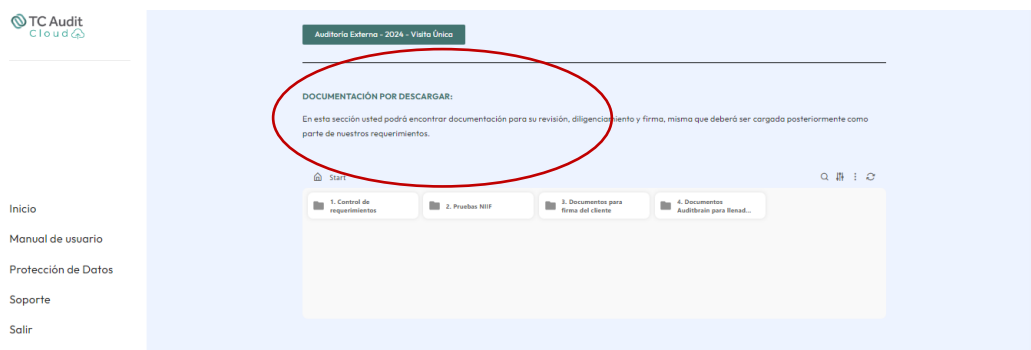 TC Audit
Cloud
Auditoría Externa - 2024 - Visita Única
DOCUMENTACIÓN POR DESCARGAR:
En esta sección usted podrá encontrar documentación para su revisión, diligenciamiento y firma, misma que deberá ser cargada posteriormente como
parte de nuestros requerimientos.
Start
1. Control de
requerimientos
2. Pruebas NIIF
3. Documentos para
firma del cliente
4. Documentos
Auditbrain para llenad...
Inicio
Manual de usuario
Protección de Datos
Soporte
Salir